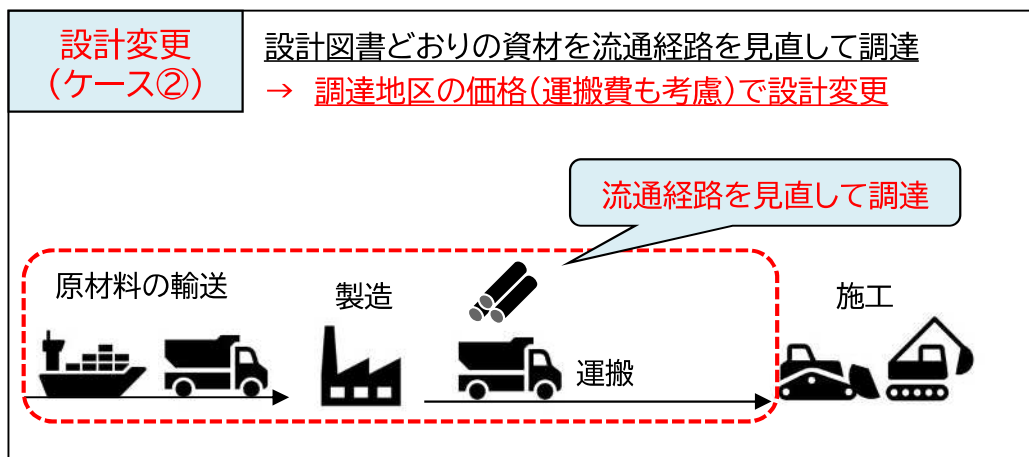 設計変更
（ケース②）
設計図書どおりの資材を流通経路を見直して調達
→ 調達地区の価格（運搬費も考慮）で設計変更
流通経路を見直して調達
原材料の輸送
製造
施工
運搬